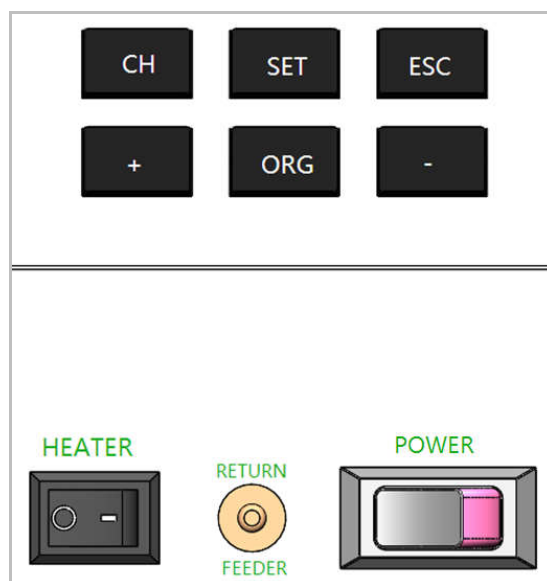 CH SET ESC
+ ORG -
HEATER
POWER
RETURN
FEEDER